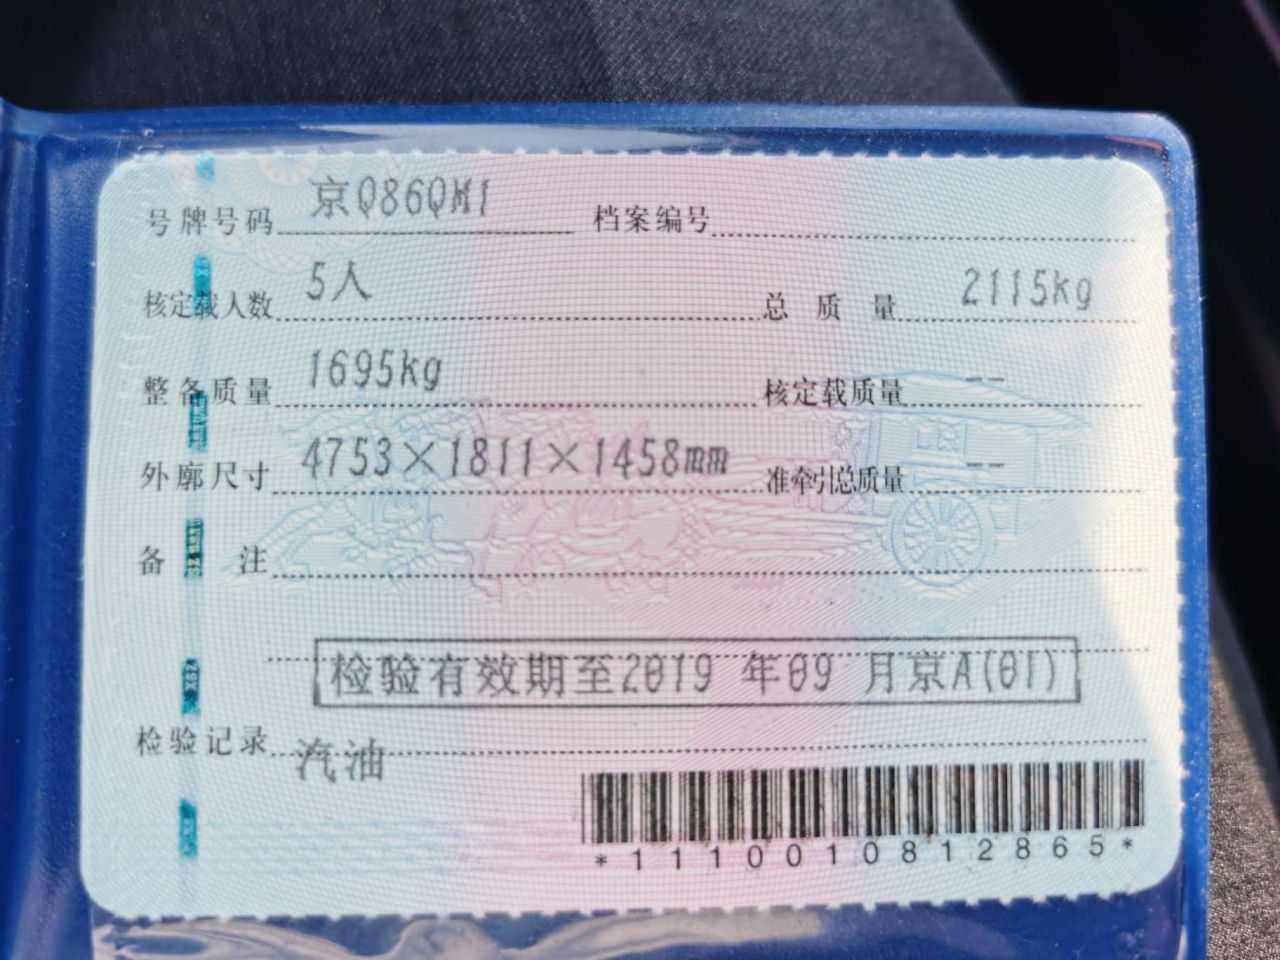 号牌号码 京Q86QM1 档案编号
核定载人数 5人 总质量 2115kg
整备质量 1695kg 核定载质量 --
外廓尺寸 4753×1811×1458mm 准牵引总质量 --
备注
检验有效期至2019 年09 月京A(01)
检验记录 汽油
*1110010812865*